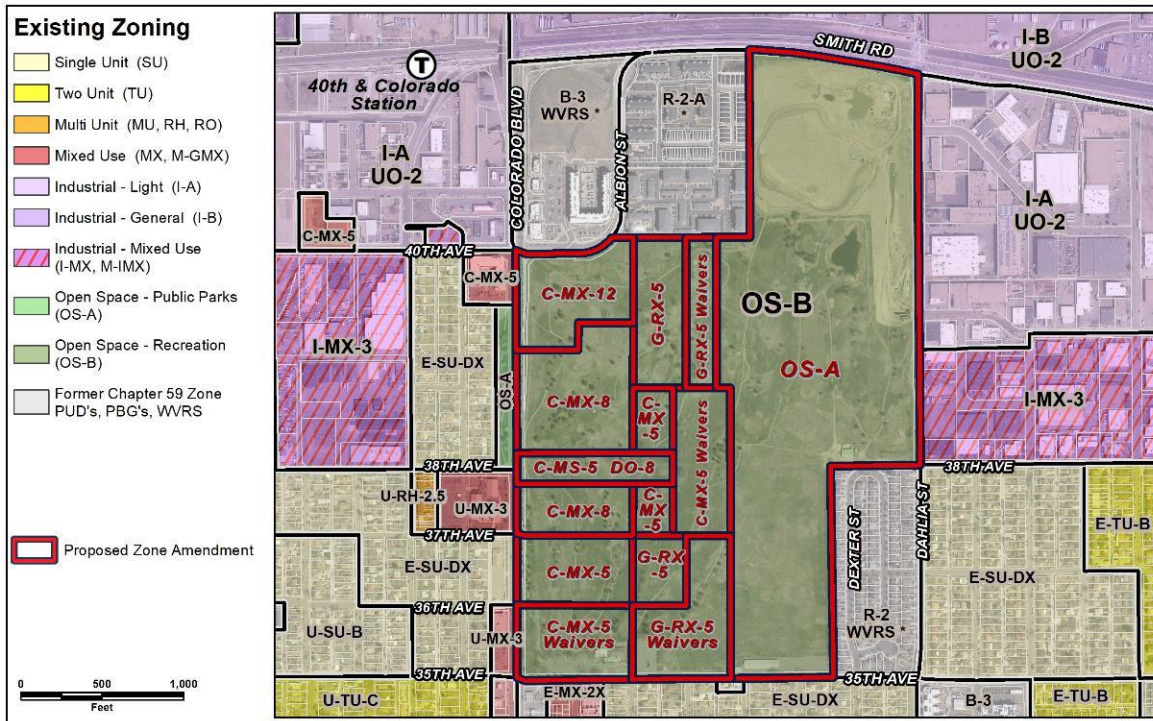 Existing Zoning
Single Unit (SU)
Two Unit (TU)
Multi Unit (MU, RH, RO)
Mixed Use (MX, M-GMX)
Industrial - Light (I-A)
Industrial - General (I-B)
Industrial - Mixed Use
(I-MX, M-IMX)
Open Space - Public Parks
(OS-A)
Open Space - Recreation
(OS-B)
Former Chapter 59 Zone
PUD's, PBG's, WVRS
Proposed Zone Amendment
0 500 1,000
Feet
T
40th & Colorado
Station
I-A
UO-2
COLORADO BLVD
B-3
WVRS *
ALBION ST
R-2-A
*
SMITH RD
I-B
UO-2
I-A
UO-2
C-MX-5
40TH AVE
C-MX-5
I-MX-3
E-SU-DX
OS-A
C-MX-12
G-RX-5
G-RX-5 Waivers
OS-B
OS-A
I-MX-3
C-MX-8
C-
MX
-5
C-MX-5 Waivers
38TH AVE
C-MS-5 DO-8
38TH AVE
U-RH-2.5
U-MX-3
C-MX-8
C-
MX
-5
37TH AVE
E-SU-DX
C-MX-5
G-RX
-5
DEXTER ST
DAHLIA ST
E-TU-B
E-SU-DX
36TH AVE
U-SU-B
U-MX-3
C-MX-5
Waivers
G-RX-5
Waivers
R-2
WVRS *
35TH AVE
35TH AVE
U-TU-C
E-MX-2X
E-SU-DX
B-3
E-TU-B